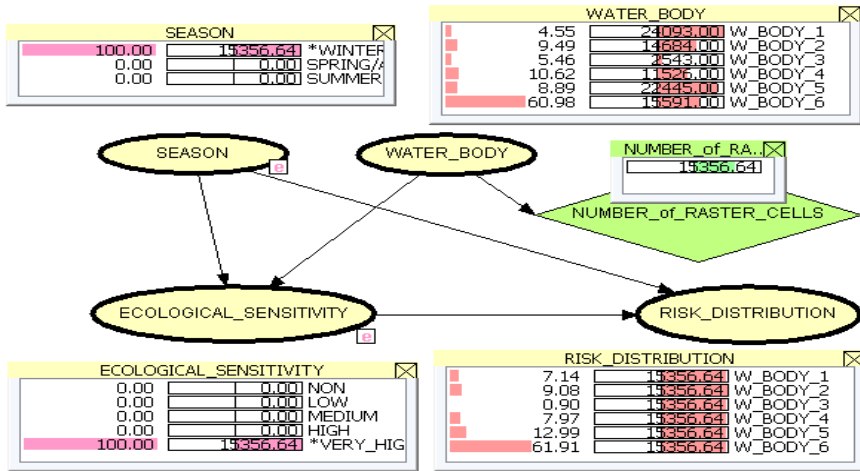 SEASON
100.00 15356.64 *WINTER
0.00 0.00 SPRING/
0.00 0.00 SUMMER
WATER_BODY
4.55 24093.00 W_BODY_1
9.49 14684.00 W_BODY_2
5.46 2543.00 W_BODY_3
10.62 11526.00 W_BODY_4
8.89 22445.00 W_BODY_5
60.98 15591.00 W_BODY_6
SEASON
e
WATER_BODY
NUMBER_of_RA..
15356.64
NUMBER_of_RASTER_CELLS
ECOLOGICAL_SENSITIVITY
e
RISK_DISTRIBUTION
ECOLOGICAL_SENSITIVITY
0.00 0.00 NON
0.00 0.00 LOW
0.00 0.00 MEDIUM
0.00 0.00 HIGH
100.00 15356.64 *VERY_HIG
RISK_DISTRIBUTION
7.14 15356.64 W_BODY_1
9.08 15356.64 W_BODY_2
0.90 15356.64 W_BODY_3
7.97 15356.64 W_BODY_4
12.99 15356.64 W_BODY_5
61.91 15356.64 W_BODY_6